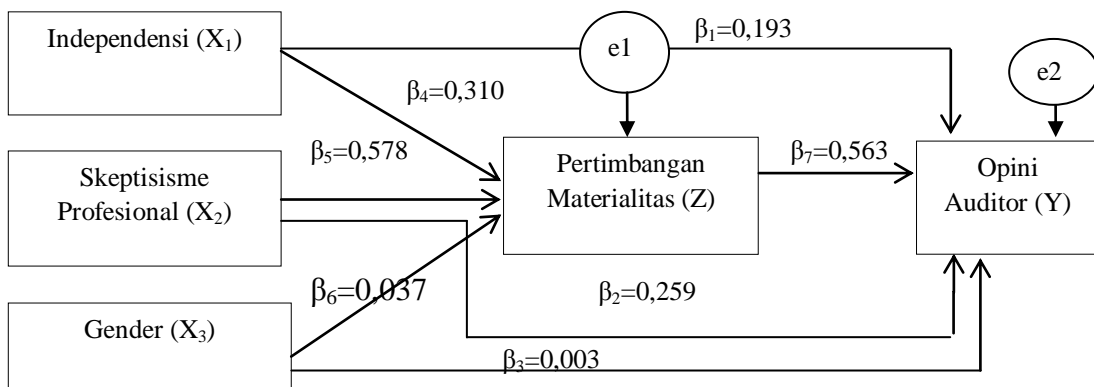 Independensi (X₁)
e1
β₁=0,193
e2
β₄=0,310
β₅=0,578
Pertimbangan
Materialitas (Z)
β₇=0,563
Opini
Auditor (Y)
Skeptisisme
Profesional (X₂)
β₆=0,037
β₂=0,259
Gender (X₃)
β₃=0,003